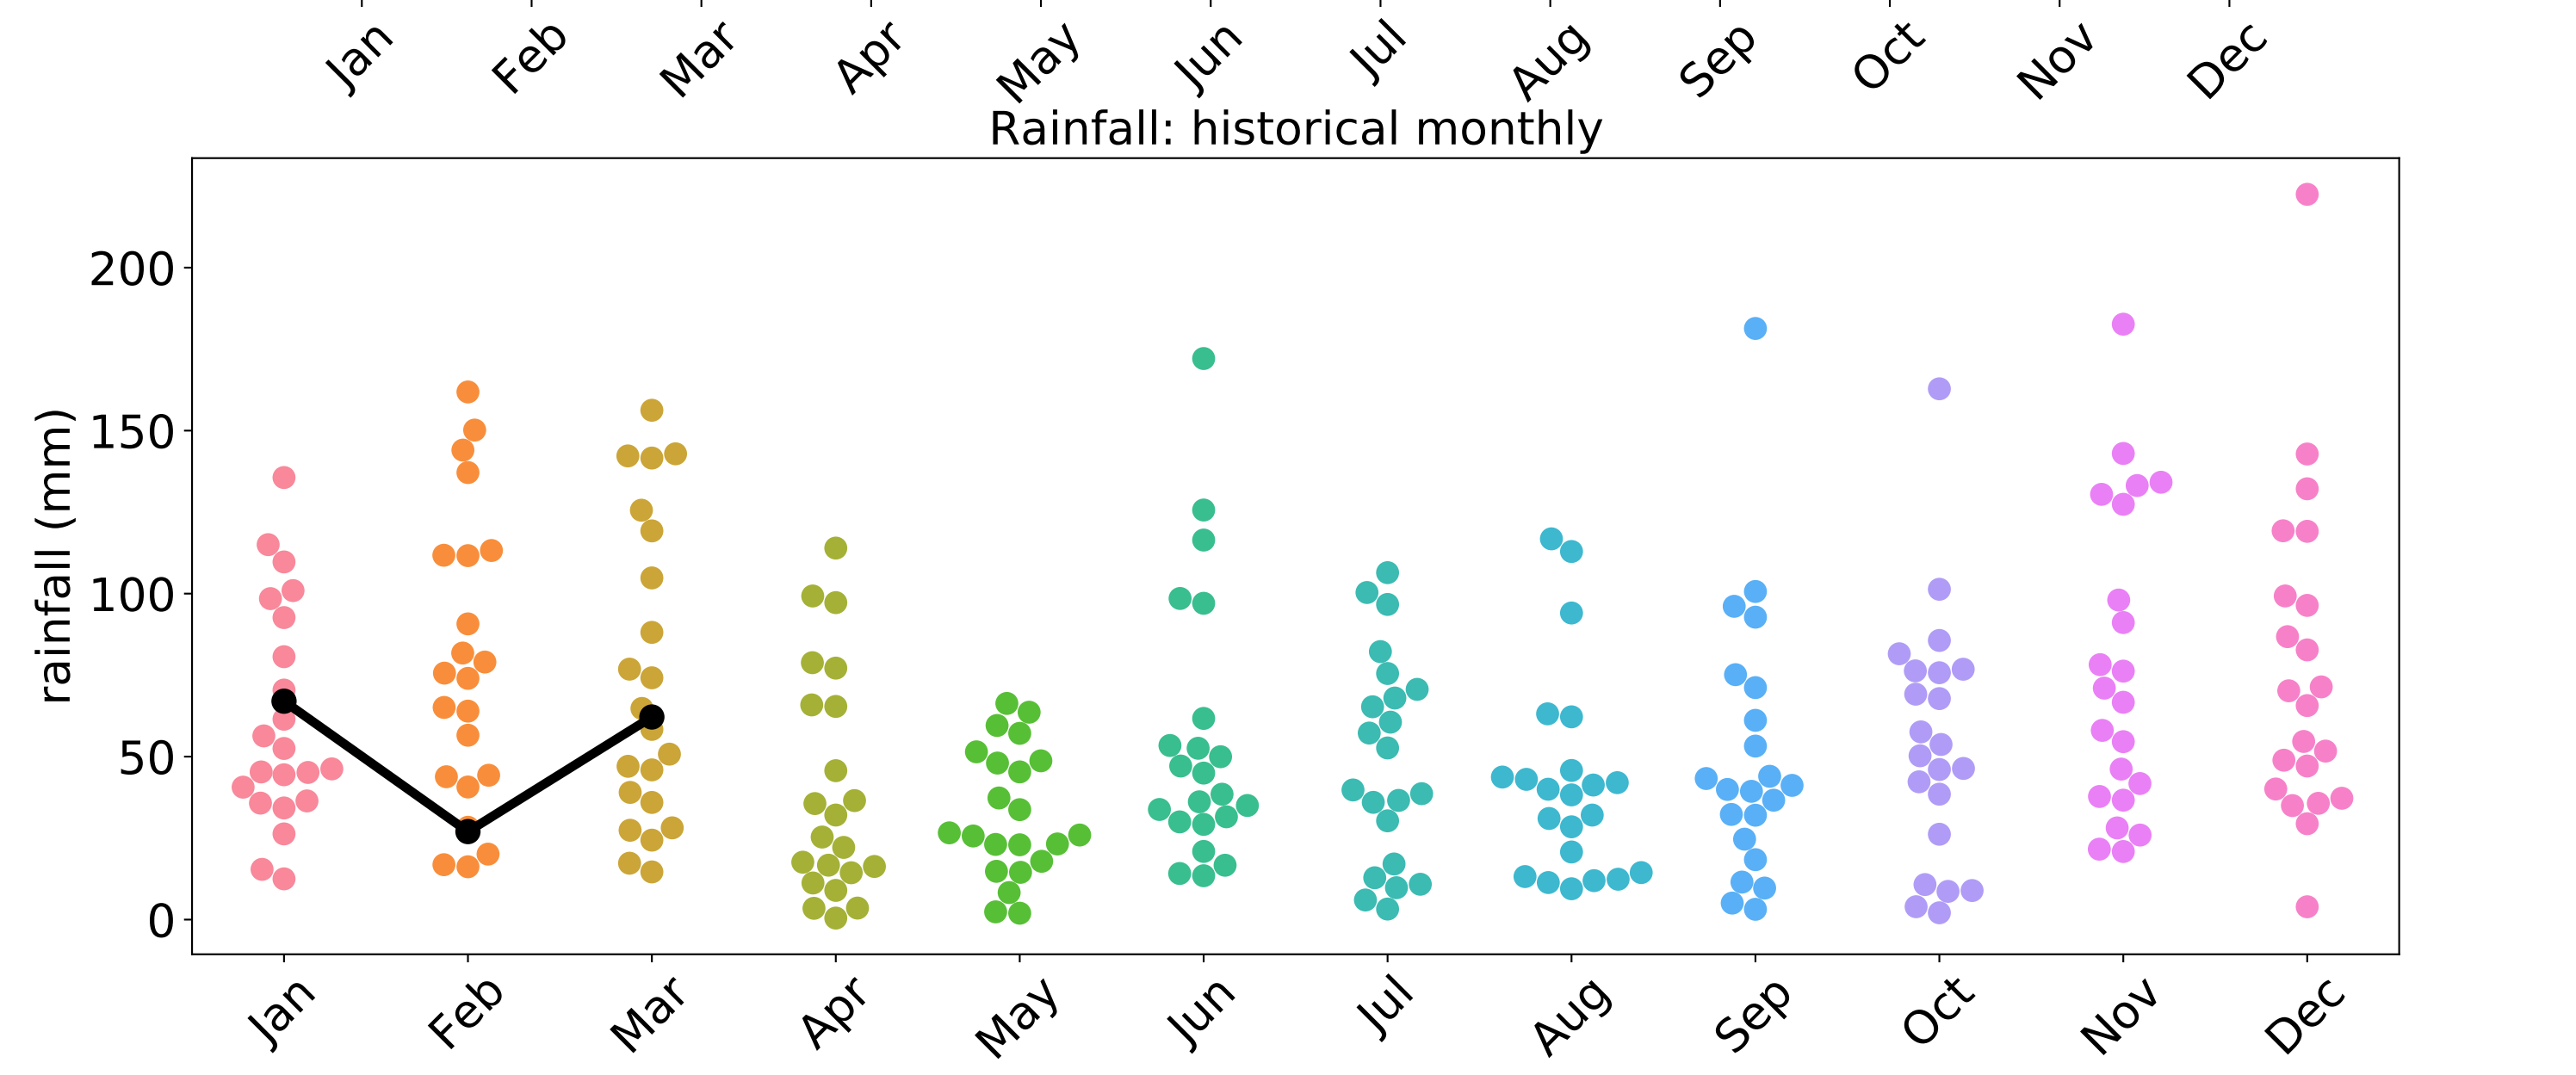 Jan Feb Mar Apr May Jun Jul Aug Sep Oct Nov Dec
Rainfall: historical monthly
rainfall (mm)
200
150
100
50
0
Jan Feb Mar Apr May Jun Jul Aug Sep Oct Nov Dec